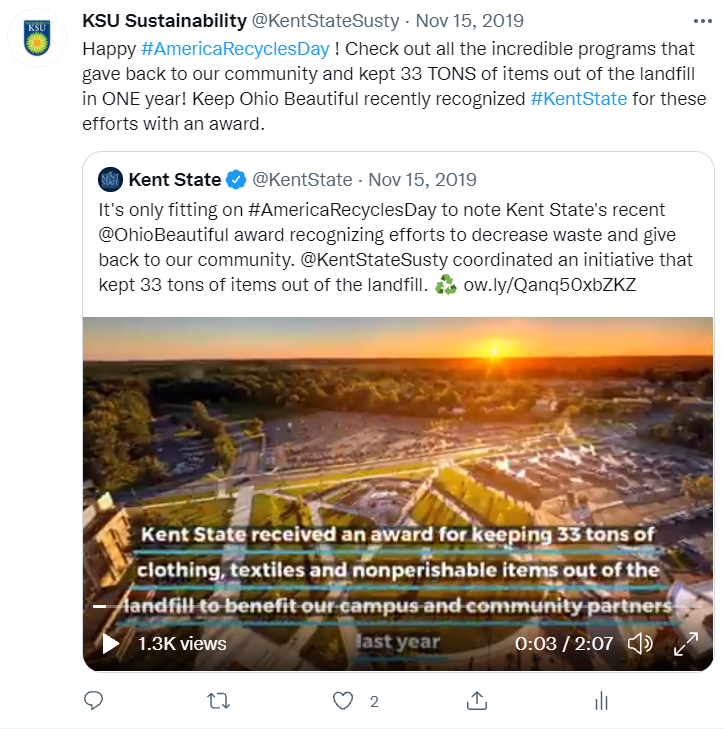 KSU
KSU Sustainability @KentStateSusty · Nov 15, 2019
Happy #AmericaRecyclesDay ! Check out all the incredible programs that
gave back to our community and kept 33 TONS of items out of the landfill
in ONE year! Keep Ohio Beautiful recently recognized #KentState for these
efforts with an award.
KENT STATE
Kent State @KentState · Nov 15, 2019
It's only fitting on #AmericaRecyclesDay to note Kent State's recent
@OhioBeautiful award recognizing efforts to decrease waste and give
back to our community. @KentStateSusty coordinated an initiative that
kept 33 tons of items out of the landfill. ♻ ow.ly/Qanq50xbZKZ
Kent State received an award for keeping 33 tons of
clothing, textiles and nonperishable items out of the
landfill to benefit our campus and community partners
last year
1.3K views
0:03 / 2:07
2